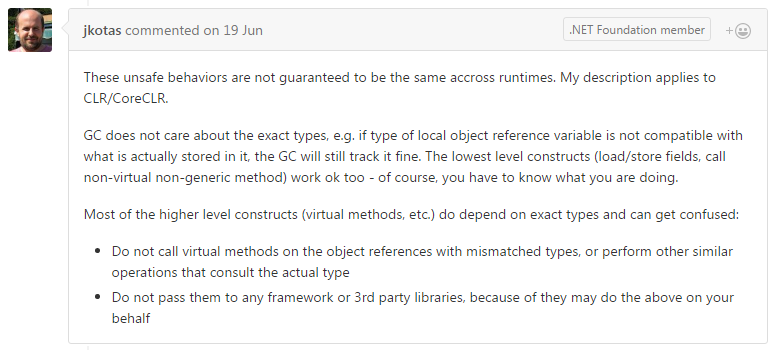 jkotas commented on 19 Jun
.NET Foundation member
+
These unsafe behaviors are not guaranteed to be the same accross runtimes. My description applies to
CLR/CoreCLR.
GC does not care about the exact types, e.g. if type of local object reference variable is not compatible with
what is actually stored in it, the GC will still track it fine. The lowest level constructs (load/store fields, call
non-virtual non-generic method) work ok too - of course, you have to know what you are doing.
Most of the higher level constructs (virtual methods, etc.) do depend on exact types and can get confused:
• Do not call virtual methods on the object references with mismatched types, or perform other similar
operations that consult the actual type
• Do not pass them to any framework or 3rd party libraries, because of they may do the above on your
behalf